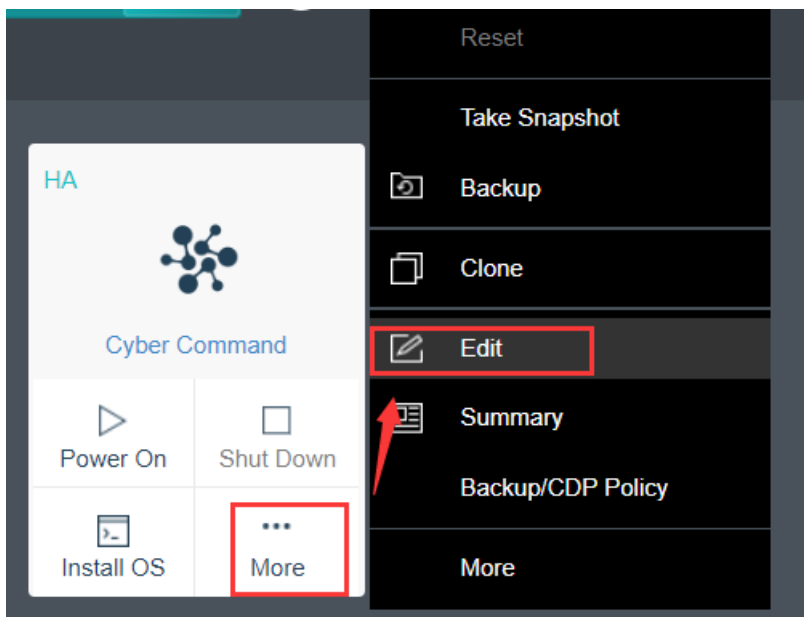 HA
Cyber Command
Power On
Shut Down
Install OS
More
Reset
Take Snapshot
Backup
Clone
Edit
Summary
Backup/CDP Policy
More